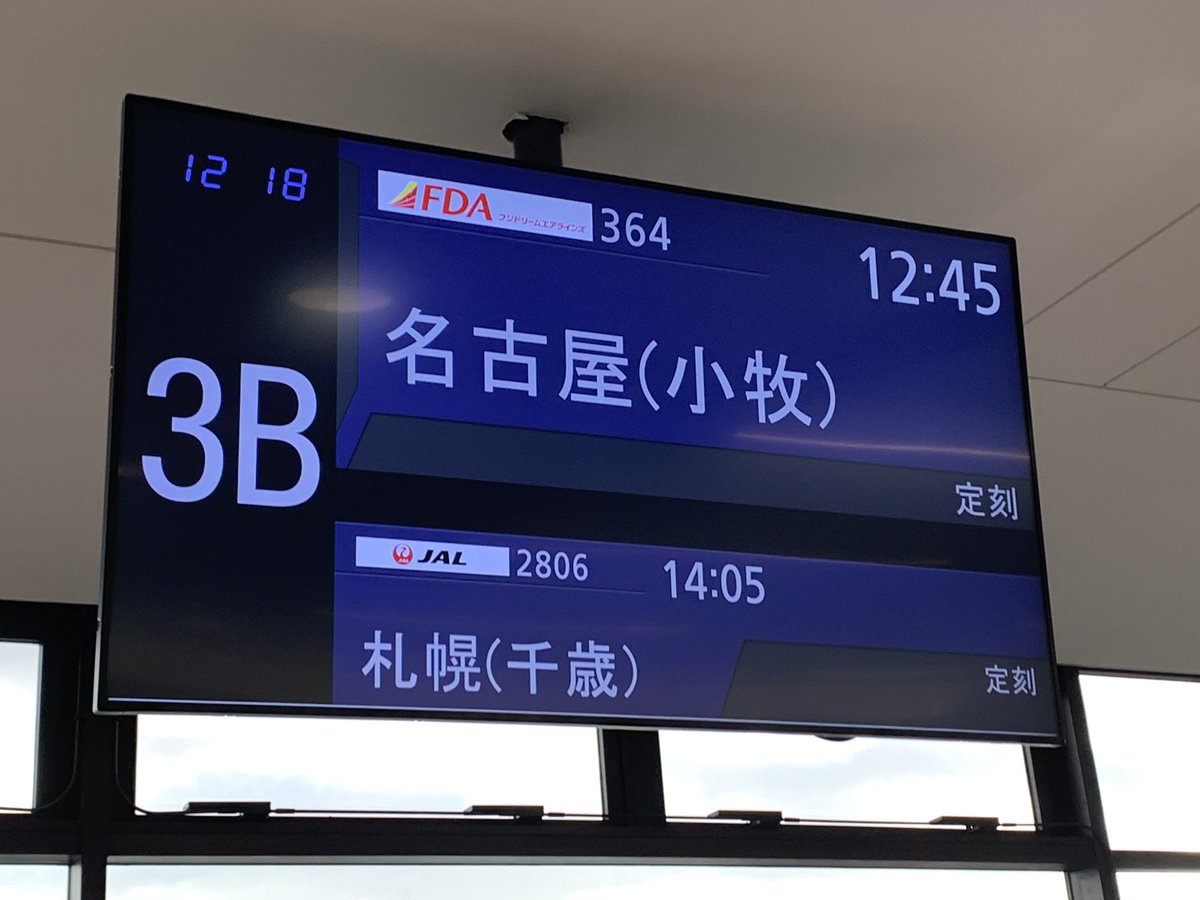 12 18
3B
FDA フジドリームエアラインズ 364
12:45
名古屋(小牧)
定刻
JAL 2806 14:05
札幌(千歳)
定刻